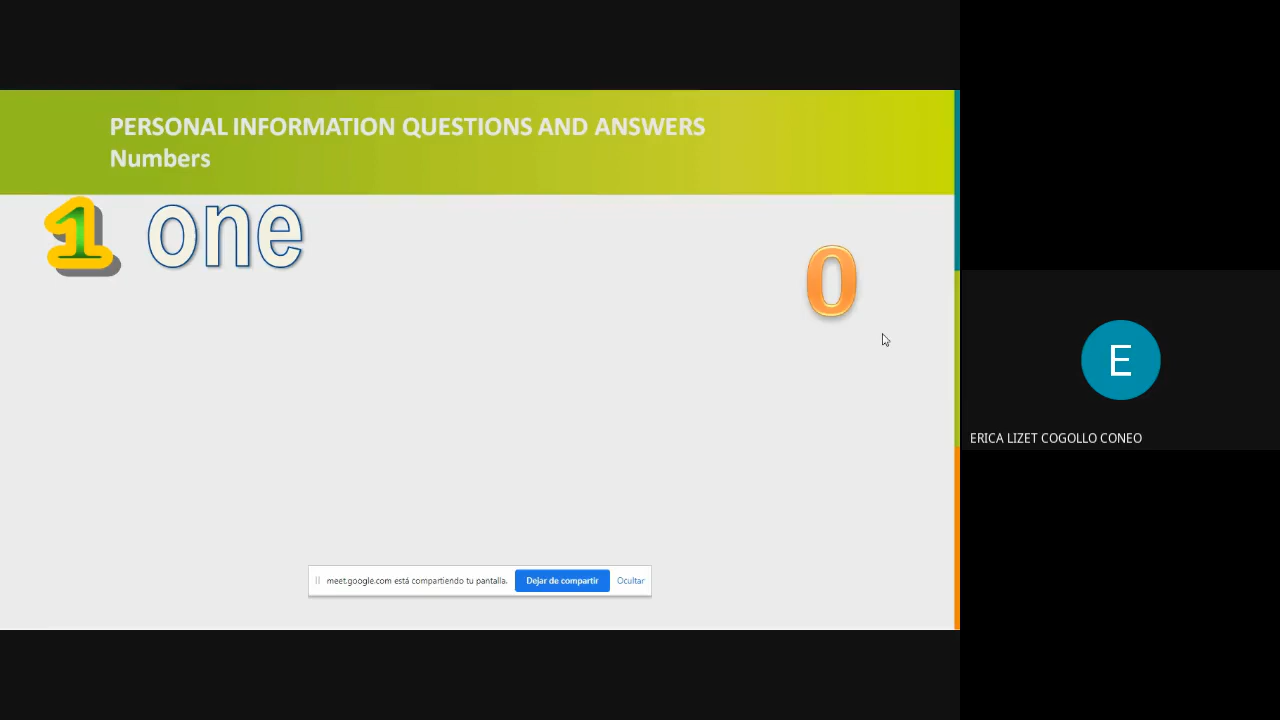 PERSONAL INFORMATION QUESTIONS AND ANSWERS
Numbers
1 one
0
E
ERICA LIZET COGOLLO CONEO
meet.google.com está compartiendo tu pantalla. Dejar de compartir Ocultar